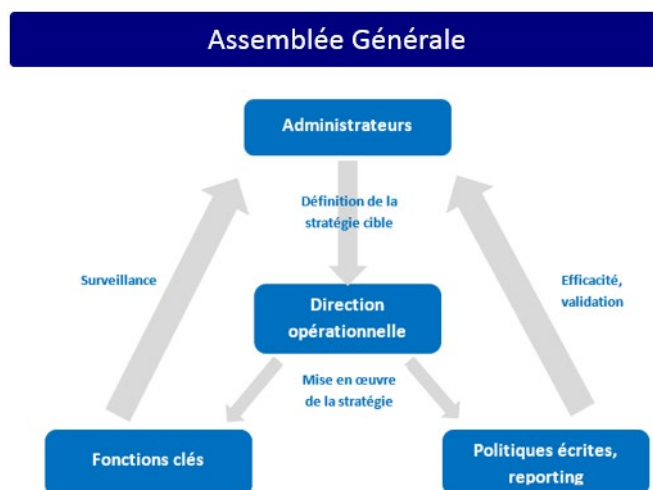 Assemblée Générale
Administrateurs
Définition de la
stratégie cible
Surveillance
Efficacité,
validation
Direction
opérationnelle
Mise en œuvre
de la stratégie
Fonctions clés
Politiques écrites,
reporting